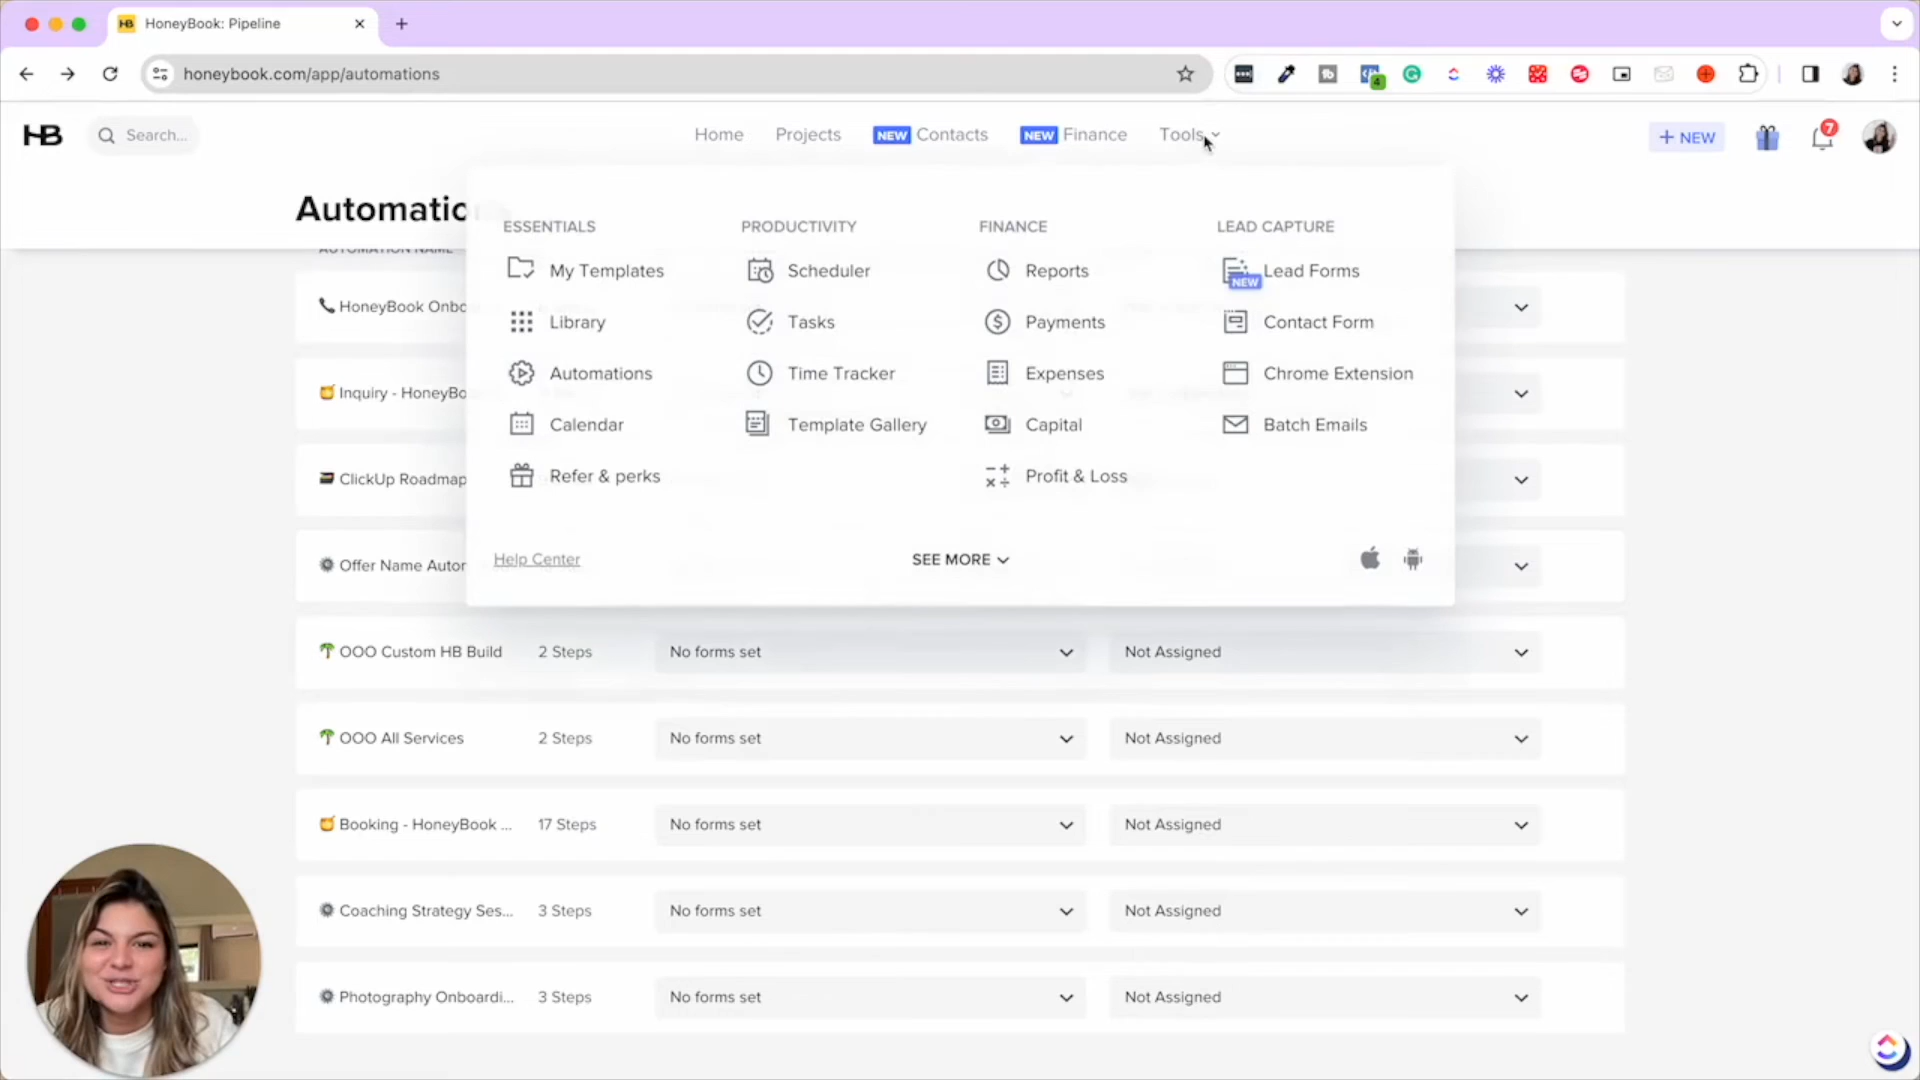 HB HoneyBook: Pipeline
honeybook.com/app/automations
4
HB Search... Home Projects NEW Contacts NEW Finance Tools + NEW 7
Automatio
ESSENTIALS PRODUCTIVITY FINANCE LEAD CAPTURE
AUTOMATION NAME
My Templates Scheduler Reports NEW Lead Forms
HoneyBook Onbo
Library Tasks Payments Contact Form
Automations Time Tracker Expenses Chrome Extension
Inquiry - HoneyBo
Calendar Template Gallery Capital Batch Emails
Refer & perks Profit & Loss
ClickUp Roadmap
Help Center SEE MORE
Offer Name Autor
OOO Custom HB Build 2 Steps No forms set Not Assigned
OOO All Services 2 Steps No forms set Not Assigned
Booking - HoneyBook ... 17 Steps No forms set Not Assigned
Coaching Strategy Ses... 3 Steps No forms set Not Assigned
Photography Onboardi... 3 Steps No forms set Not Assigned